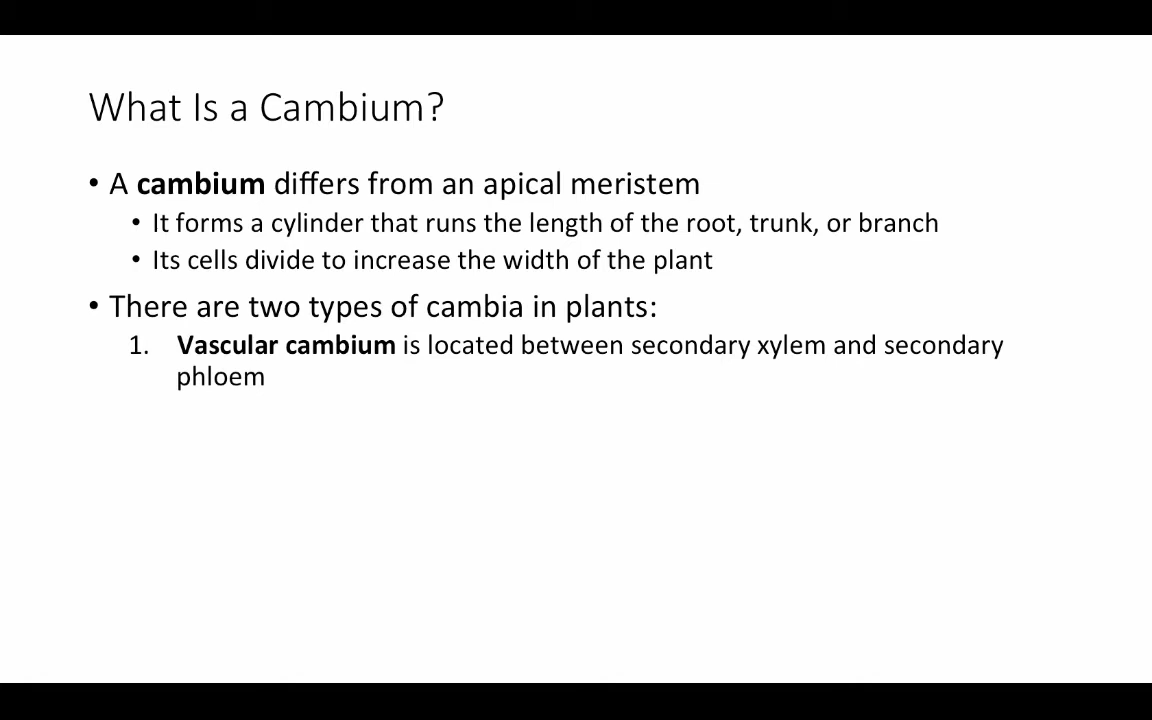 What Is a Cambium?
• A cambium differs from an apical meristem
• It forms a cylinder that runs the length of the root, trunk, or branch
• Its cells divide to increase the width of the plant
• There are two types of cambia in plants:
1. Vascular cambium is located between secondary xylem and secondary
phloem